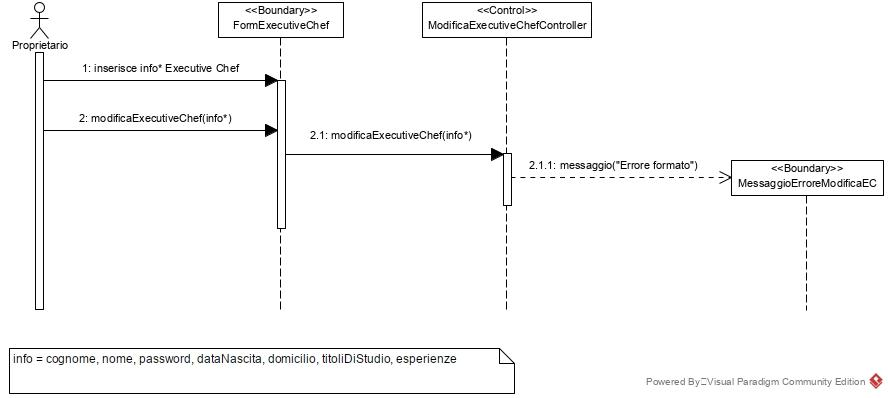 <<Boundary>>
FormExecutiveChef
<<Control>>
ModificaExecutiveChefController
Proprietario
1: inserisce info* Executive Chef
2: modificaExecutiveChef(info*)
2.1: modificaExecutiveChef(info*)
2.1.1: messaggio("Errore formato")
<<Boundary>>
MessaggioErroreModificaEC
info = cognome, nome, password, dataNascita, domicilio, titoliDiStudio, esperienze
Powered By Visual Paradigm Community Edition